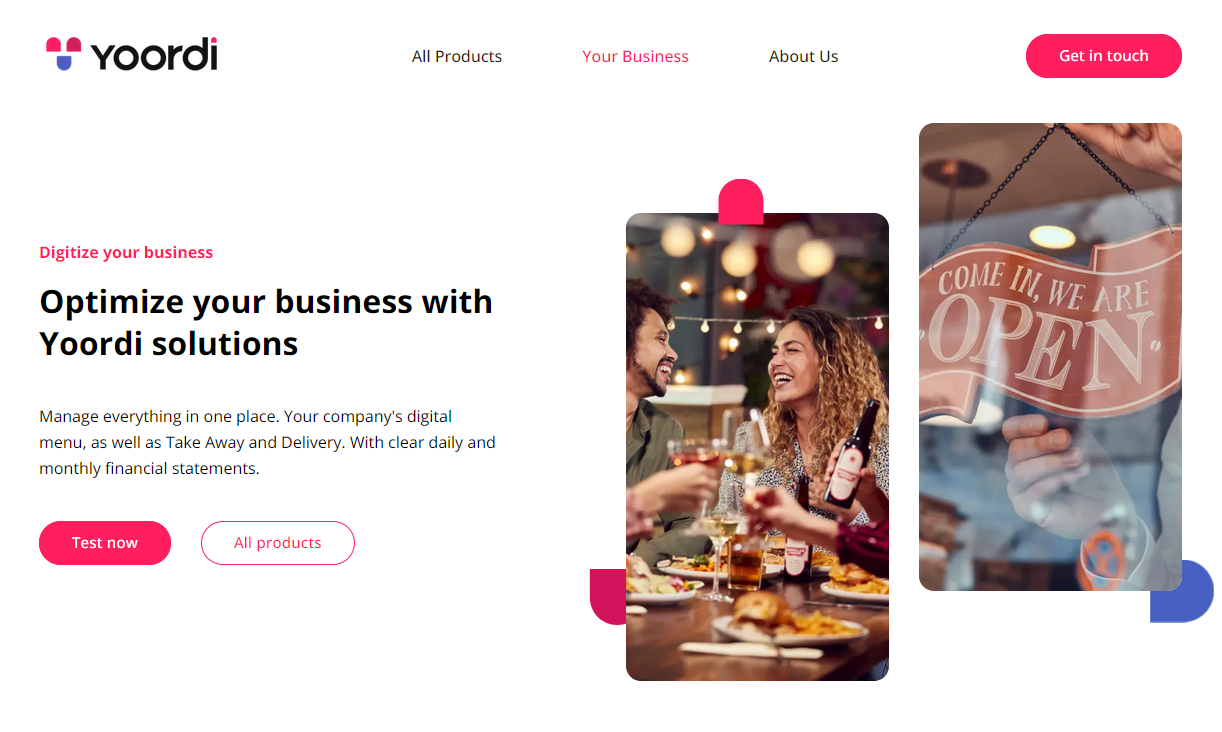 Yoordi
All Products
Your Business
About Us
Get in touch
Digitize your business
Optimize your business with
Yoordi solutions
Manage everything in one place. Your company's digital
menu, as well as Take Away and Delivery. With clear daily and
monthly financial statements.
Test now
All products
COME IN, WE ARE
OPEN